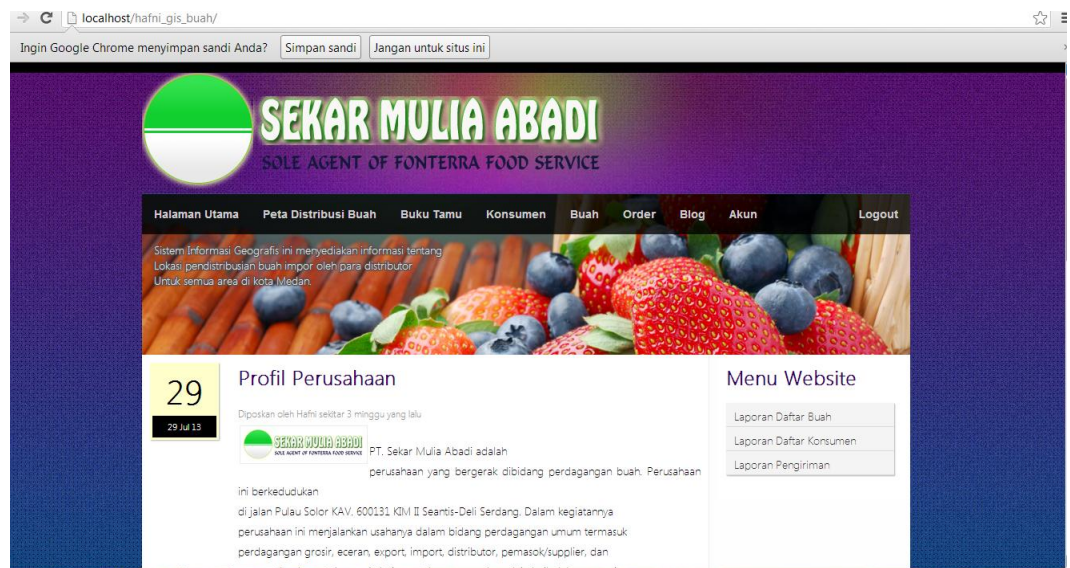 localhost/hafni_gis_buah/
Ingin Google Chrome menyimpan sandi Anda? Simpan sandi Jangan untuk situs ini
SEKAR MULIA ABADI
SOLE AGENT OF FONTERRA FOOD SERVICE
Halaman Utama Peta Distribusi Buah Buku Tamu Konsumen Buah Order Blog Akun Logout
Sistem Informasi Geografis ini menyediakan informasi tentang
Lokasi pendistribusian buah impor oleh para distributor
Untuk semua area di kota Medan.
29
29 Jul 13
Profil Perusahaan
Diposkan oleh Hafni sekitar 3 minggu yang lalu
SEKAR MULIA ABADI
SOLE AGENT OF FONTERRA FOOD SERVICE
PT. Sekar Mulia Abadi adalah
perusahaan yang bergerak dibidang perdagangan buah. Perusahaan
ini berkedudukan
di jalan Pulau Solor KAV. 600131 KIM II Seantis-Deli Serdang. Dalam kegiatannya
perusahaan ini menjalankan usahanya dalam bidang perdagangan umum termasuk
perdagangan grosir, eceran, export, import, distributor, pemasok/supplier, dan
Menu Website
Laporan Daftar Buah
Laporan Daftar Konsumen
Laporan Pengiriman